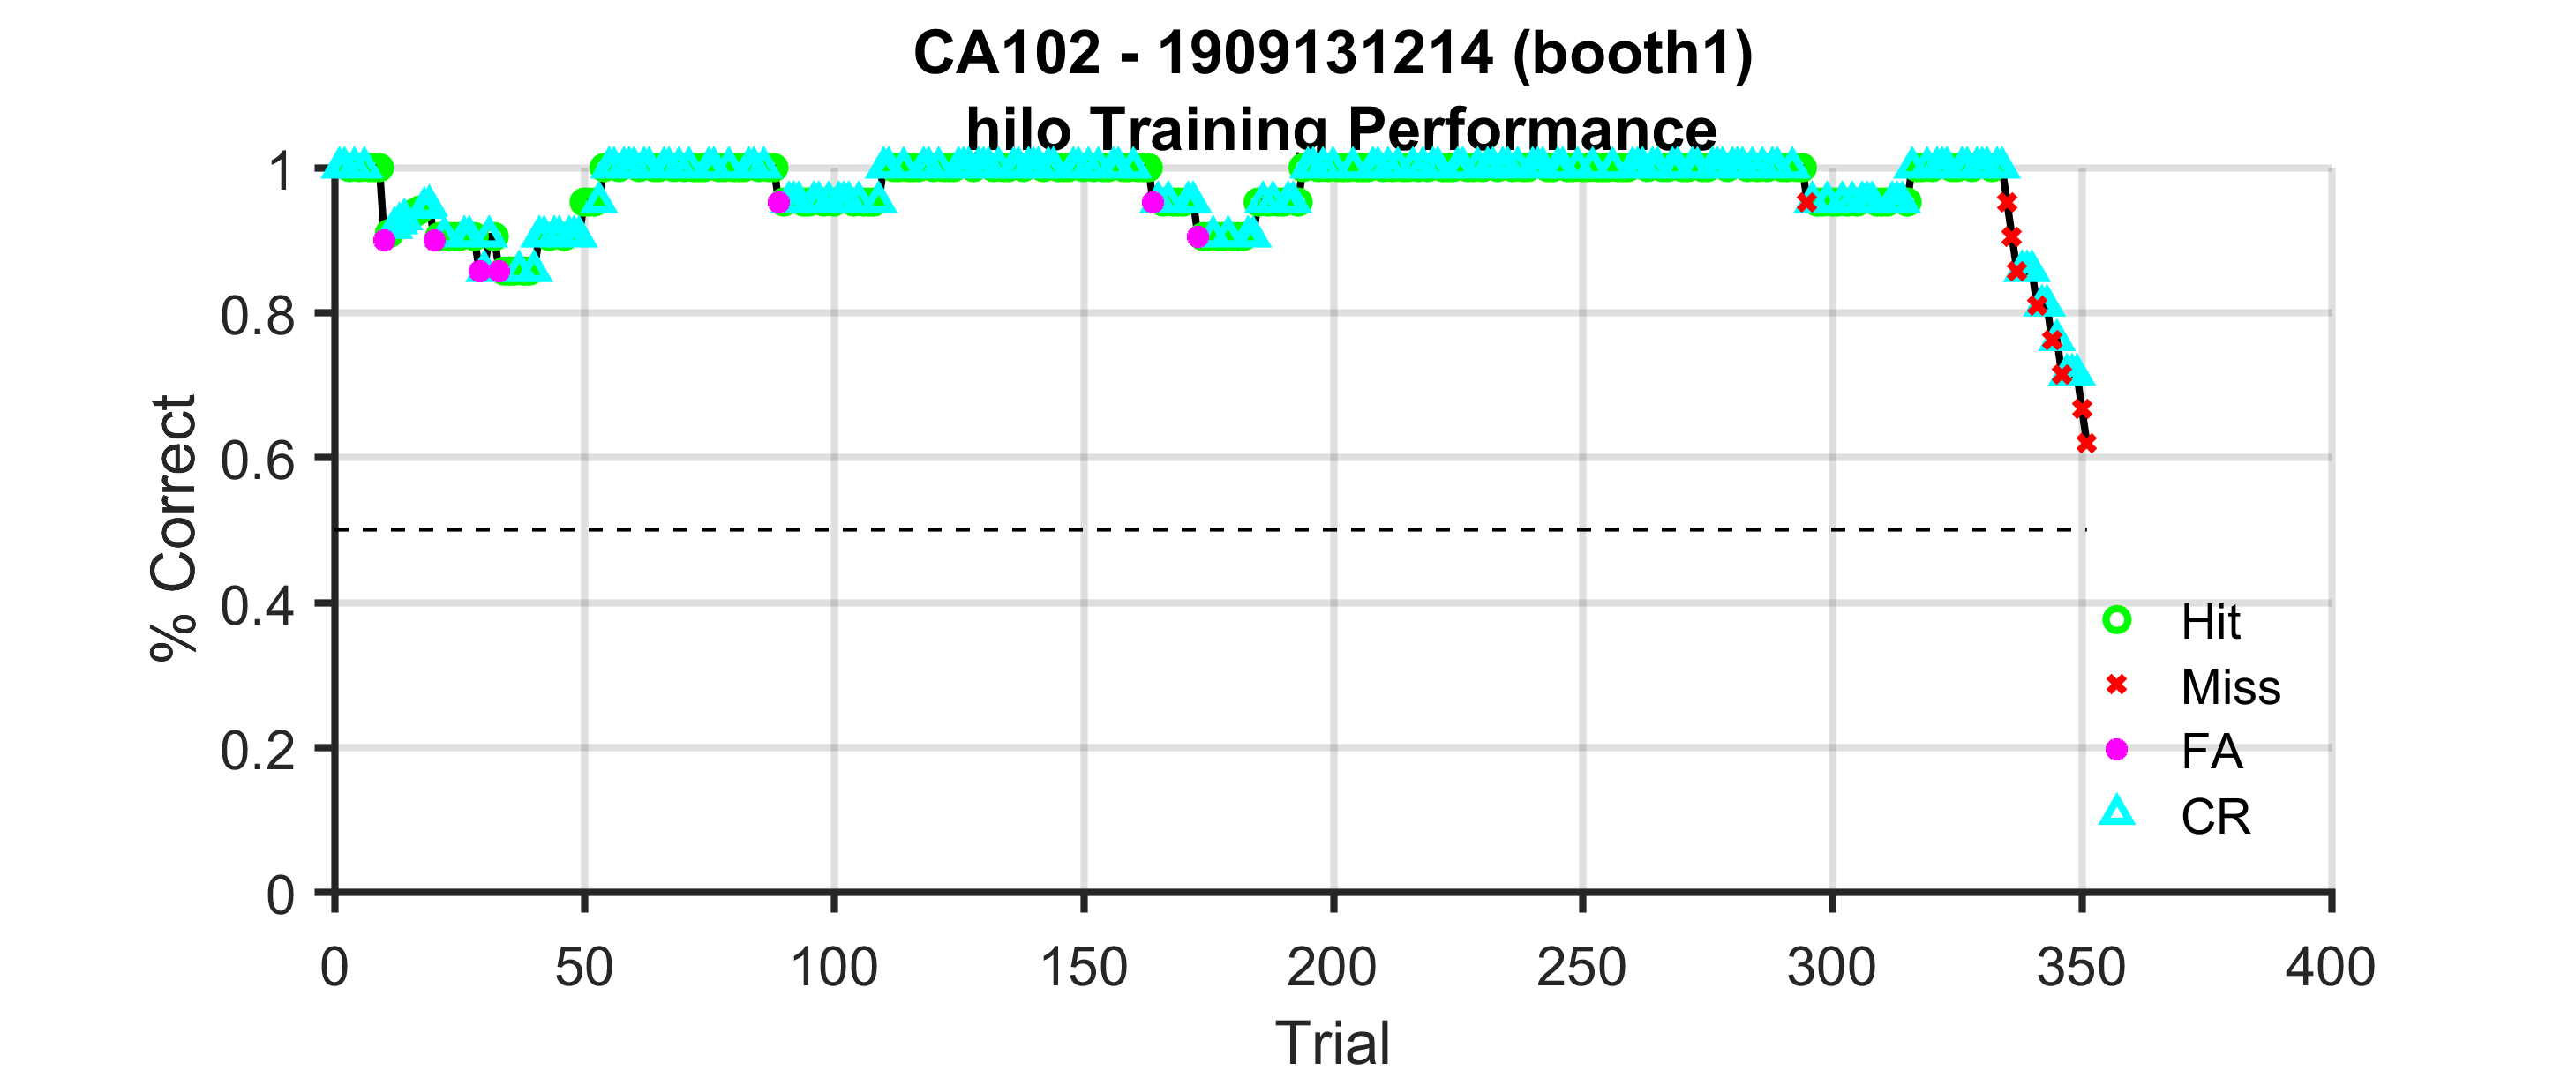 CA102 - 1909131214 (booth1)
hilo Training Performance
1
0.8
0.6
0.4
0.2
0
% Correct
Hit
Miss
FA
CR
0 50 100 150 200 250 300 350 400
Trial